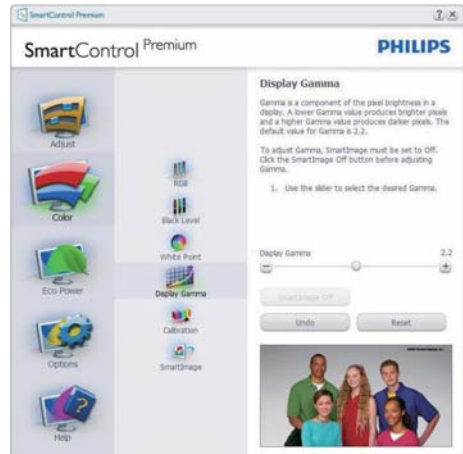 SmartControl Premium
SmartControl Premium
PHILIPS
Adjust
Color
Eco Power
Options
Help
RGB
Black Level
White Point
Display Gamma
Calibration
SmartImage
Display Gamma
Gamma is a component of the pixel brightness in a
display. A lower Gamma value produces brighter pixels
and a higher Gamma value produces darker pixels. The
default value for Gamma is 2.2.
To adjust Gamma, SmartImage must be set to Off.
Click the SmartImage Off button before adjusting
Gamma.
1. Use the slider to select the desired Gamma.
Display Gamma 2.2
SmartImage Off
Undo
Reset